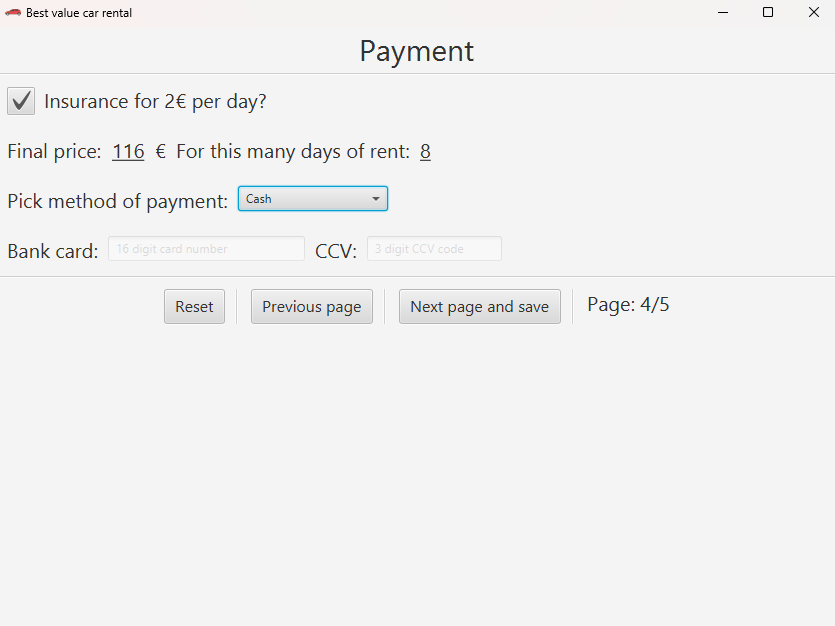 Best value car rental
Payment
Insurance for 2€ per day?
Final price: 116 € For this many days of rent: 8
Pick method of payment: Cash
Bank card: 16 digit card number CCV: 3 digit CCV code
Reset Previous page Next page and save Page: 4/5